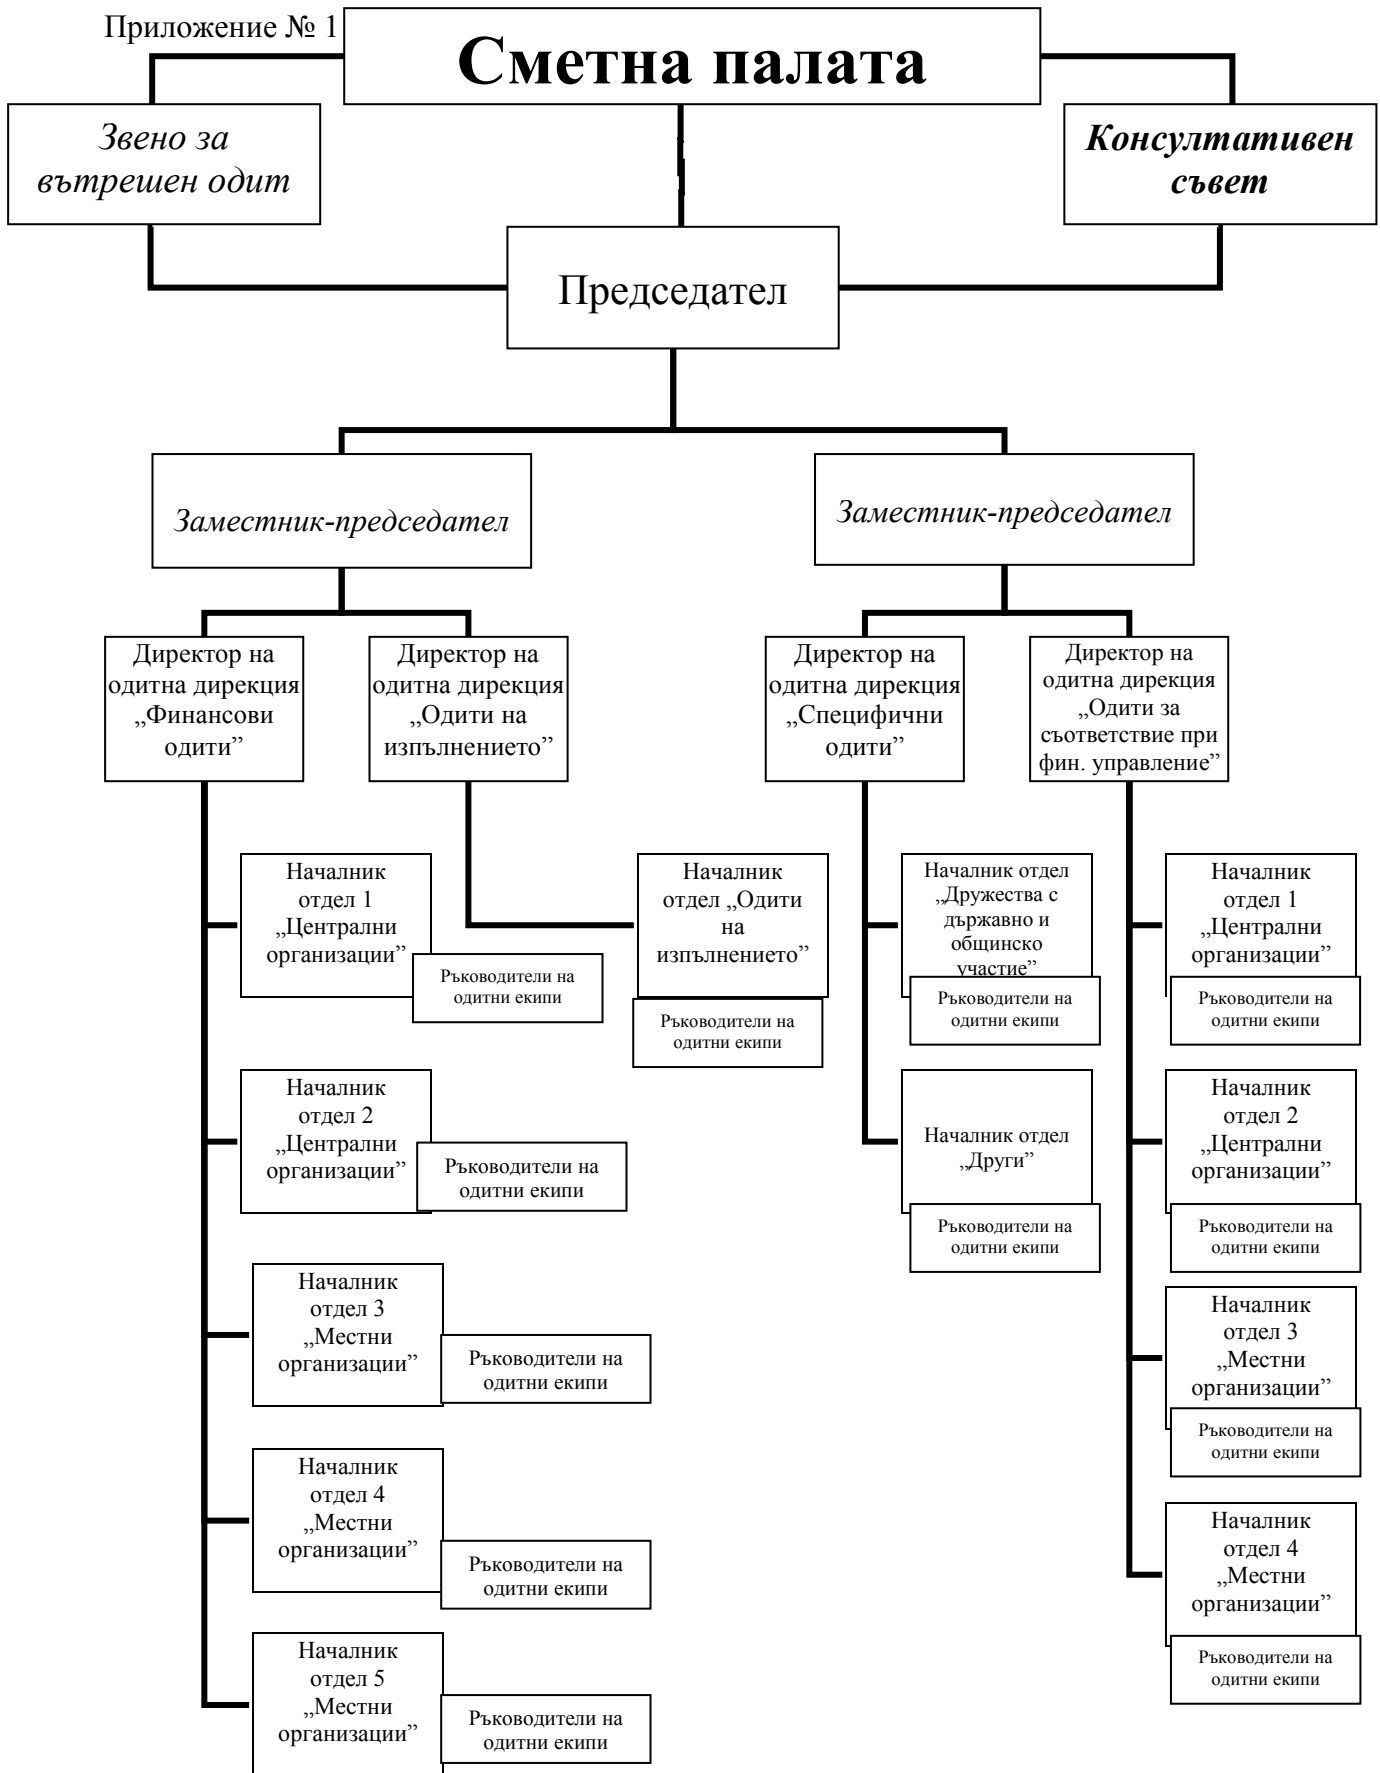 Приложение № 1
Сметна палата
Звено за
вътрешен одит
Консултативен
съвет
Председател
Заместник-председател
Заместник-председател
Директор на
одитна дирекция
„Финансови
одити”
Директор на
одитна дирекция
„Одити на
изпълнението”
Директор на
одитна дирекция
„Специфични
одити”
Директор на
одитна дирекция
„Одити за
съответствие при
фин. управление”
Началник
отдел 1
„Централни
организации”
Ръководители на
одитни екипи
Началник
отдел „Одити
на
изпълнението”
Ръководители на
одитни екипи
Началник отдел
„Дружества с
държавно и
общинско
участие”
Ръководители на
одитни екипи
Началник
отдел 1
„Централни
организации”
Ръководители на
одитни екипи
Началник
отдел 2
„Централни
организации”
Ръководители на
одитни екипи
Началник отдел
„Други”
Ръководители на
одитни екипи
Началник
отдел 2
„Централни
организации”
Ръководители на
одитни екипи
Началник
отдел 3
„Местни
организации”
Ръководители на
одитни екипи
Началник
отдел 3
„Местни
организации”
Ръководители на
одитни екипи
Началник
отдел 4
„Местни
организации”
Ръководители на
одитни екипи
Началник
отдел 4
„Местни
организации”
Ръководители на
одитни екипи
Началник
отдел 5
„Местни
организации”
Ръководители на
одитни екипи